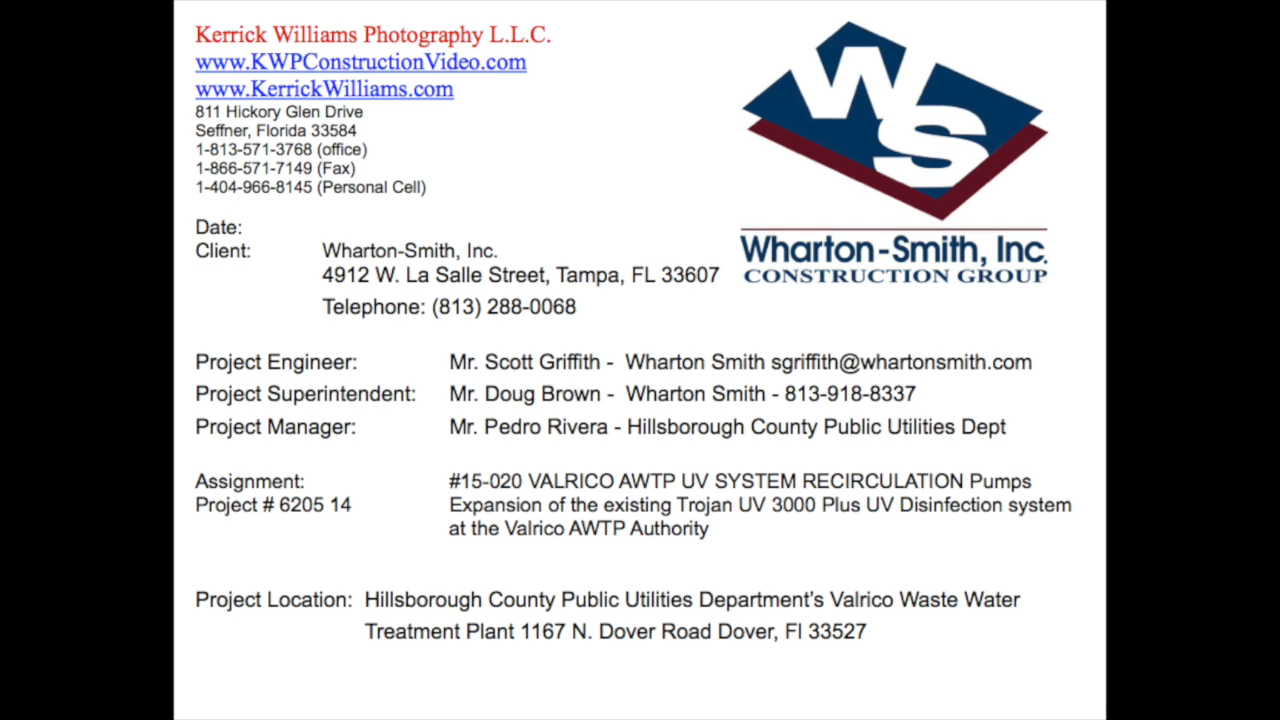 Kerrick Williams Photography L.L.C.
www.KWPConstructionVideo.com
www.KerrickWilliams.com
811 Hickory Glen Drive
Seffner, Florida 33584
1-813-571-3768 (office)
1-866-571-7149 (Fax)
1-404-966-8145 (Personal Cell)
WS
Wharton-Smith, Inc.
CONSTRUCTION GROUP
Date:
Client: Wharton-Smith, Inc.
4912 W. La Salle Street, Tampa, FL 33607
Telephone: (813) 288-0068
Project Engineer: Mr. Scott Griffith - Wharton Smith sgriffith@whartonsmith.com
Project Superintendent: Mr. Doug Brown - Wharton Smith - 813-918-8337
Project Manager: Mr. Pedro Rivera - Hillsborough County Public Utilities Dept
Assignment: #15-020 VALRICO AWTP UV SYSTEM RECIRCULATION Pumps
Project # 6205 14 Expansion of the existing Trojan UV 3000 Plus UV Disinfection system
at the Valrico AWTP Authority
Project Location: Hillsborough County Public Utilities Department's Valrico Waste Water
Treatment Plant 1167 N. Dover Road Dover, Fl 33527